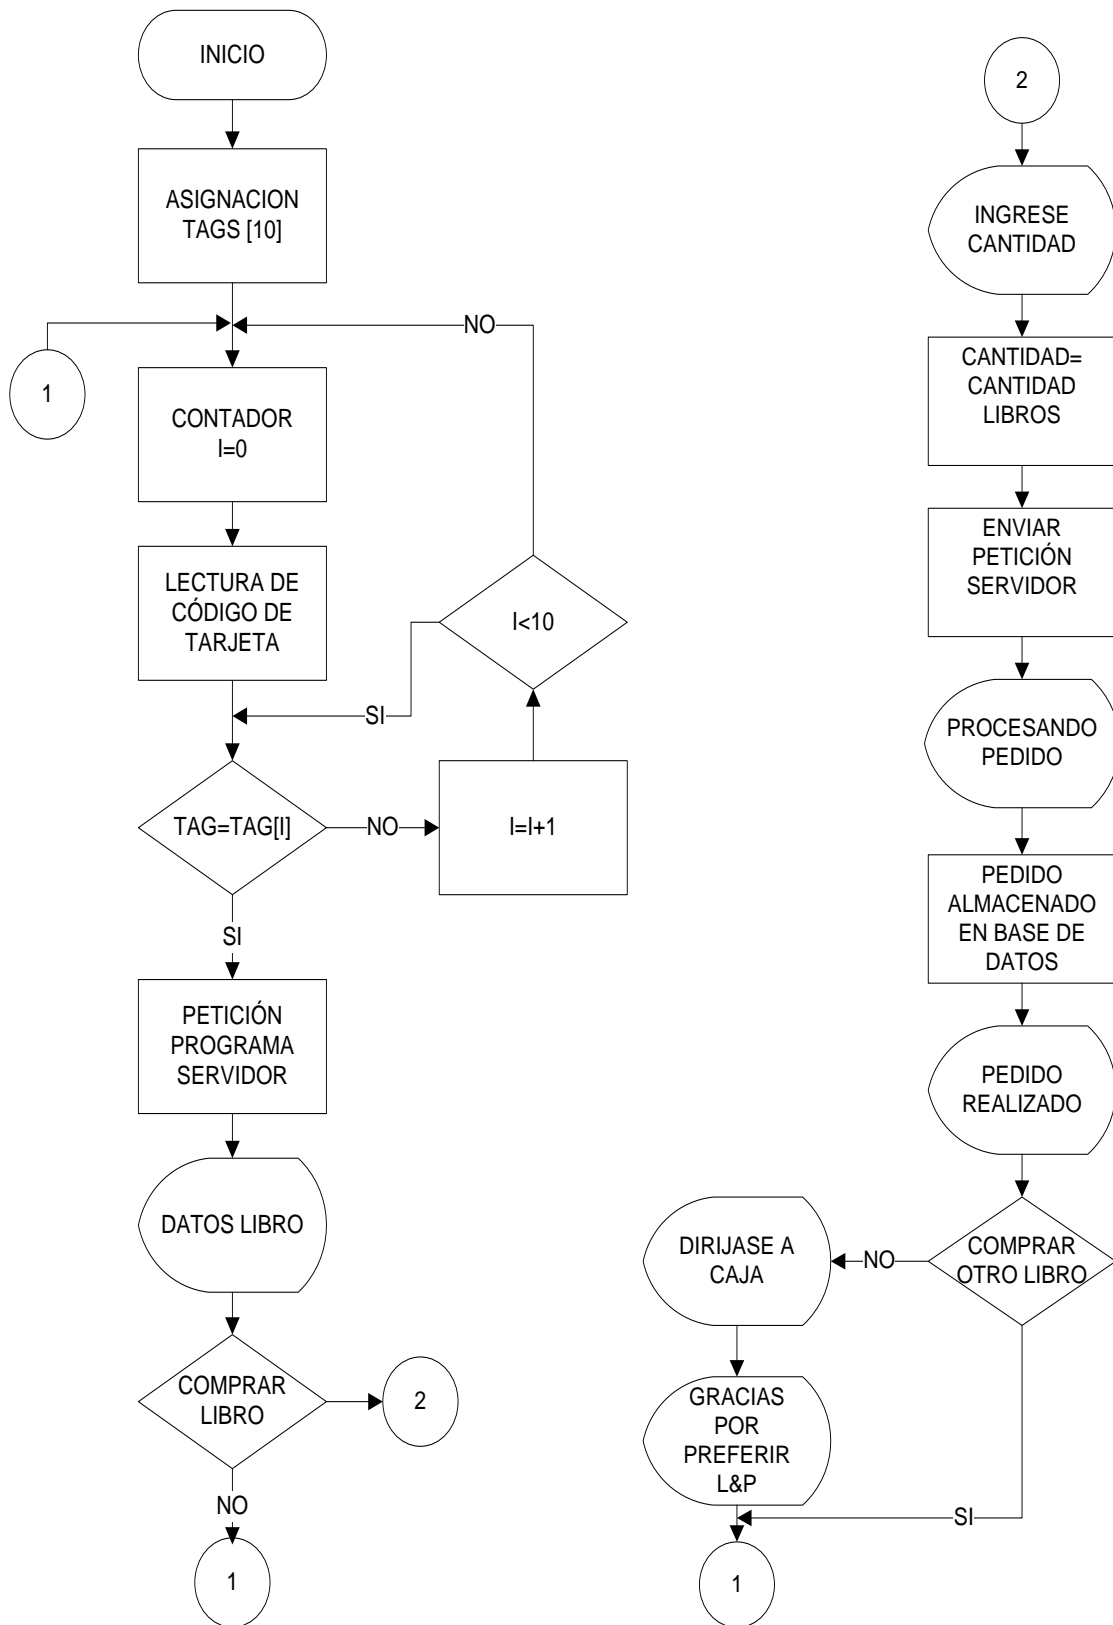 INICIO
ASIGNACION
TAGS [10]
NO
1
CONTADOR
I=0
LECTURA DE
CÓDIGO DE
TARJETA
I<10
SI
TAG=TAG[I]
NO
I=I+1
SI
PETICIÓN
PROGRAMA
SERVIDOR
DATOS LIBRO
COMPRAR
LIBRO
2
NO
1
2
INGRESE
CANTIDAD
CANTIDAD=
CANTIDAD
LIBROS
ENVIAR
PETICIÓN
SERVIDOR
PROCESANDO
PEDIDO
PEDIDO
ALMACENADO
EN BASE DE
DATOS
PEDIDO
REALIZADO
COMPRAR
OTRO LIBRO
NO
DIRIJASE A
CAJA
GRACIAS
POR
PREFERIR
L&P
SI
1